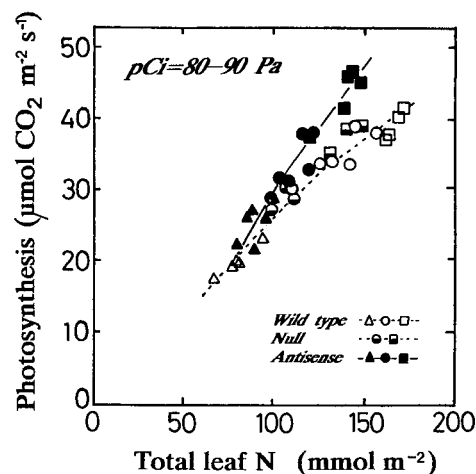 pCi=80–90 Pa
Photosynthesis (µmol CO₂ m⁻² s⁻¹)
50
40
30
20
10
0
Wild type
Null
Antisense
0 50 100 150 200
Total leaf N (mmol m⁻²)